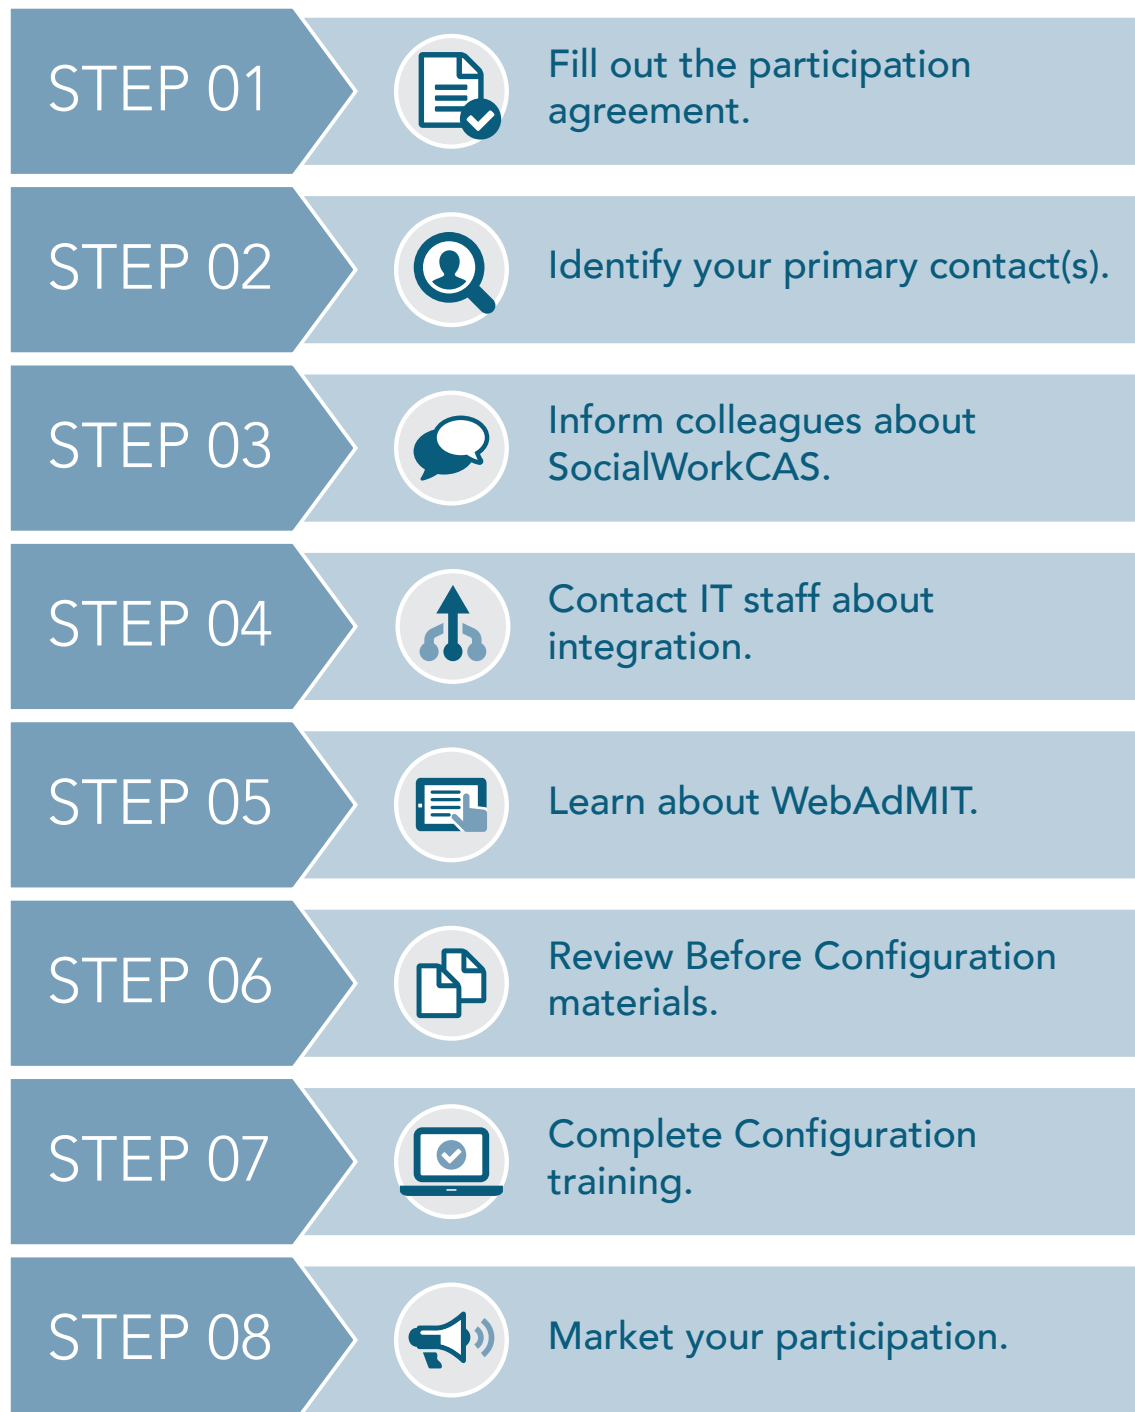 STEP 01
Fill out the participation
agreement.
STEP 02
Identify your primary contact(s).
STEP 03
Inform colleagues about
SocialWorkCAS.
STEP 04
Contact IT staff about
integration.
STEP 05
Learn about WebAdMIT.
STEP 06
Review Before Configuration
materials.
STEP 07
Complete Configuration
training.
STEP 08
Market your participation.